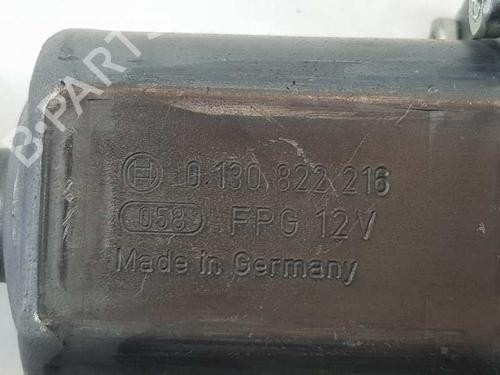 B-PARTS
H 0.130 822 216
058 FPG 12V
Made in Germany